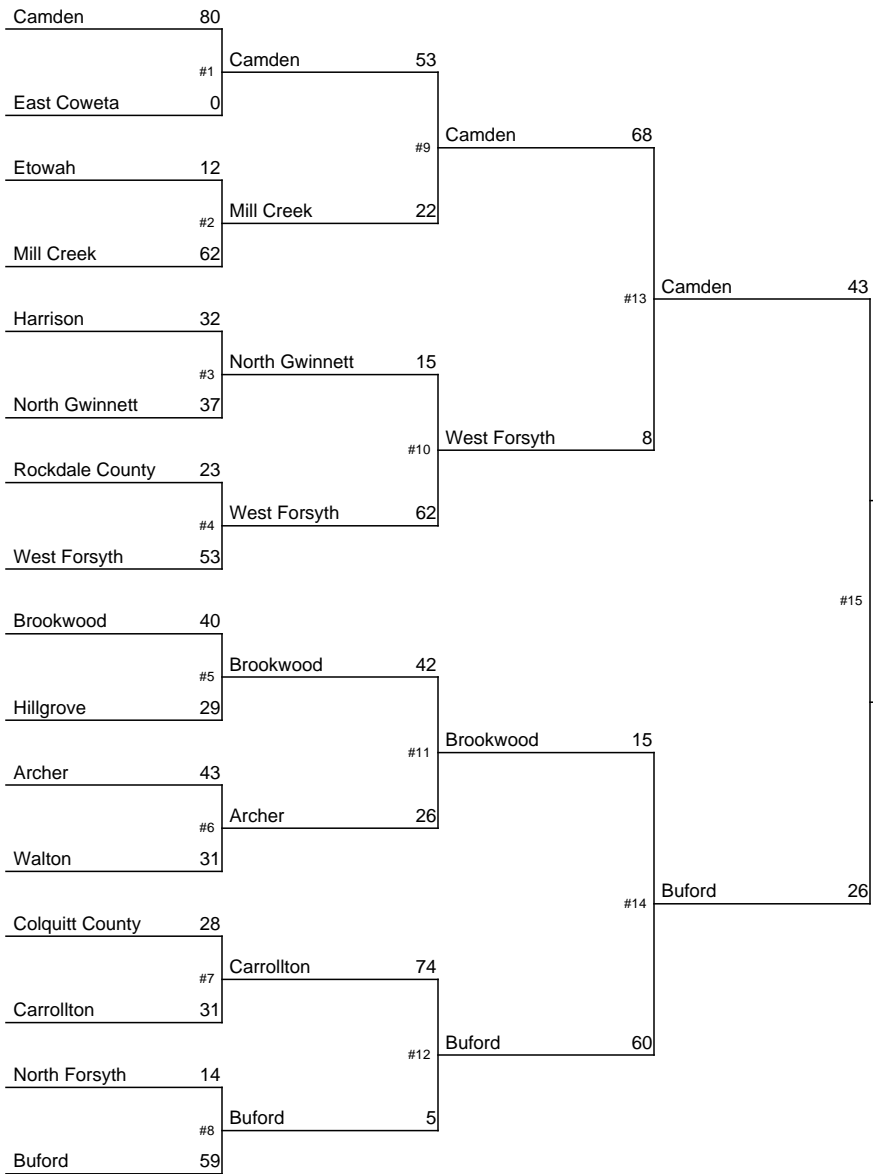 Camden 80
Camden 53
#1
East Coweta 0
Camden 68
#9
Etowah 12
Mill Creek 22
#2
Mill Creek 62
Camden 43
#13
Harrison 32
North Gwinnett 15
#3
North Gwinnett 37
West Forsyth 8
#10
Rockdale County 23
West Forsyth 62
#4
West Forsyth 53
#15
Brookwood 40
Brookwood 42
#5
Hillgrove 29
Brookwood 15
#11
Archer 43
Archer 26
#6
Walton 31
Buford 26
#14
Colquitt County 28
Carrollton 74
#7
Carrollton 31
Buford 60
#12
North Forsyth 14
Buford 5
#8
Buford 59